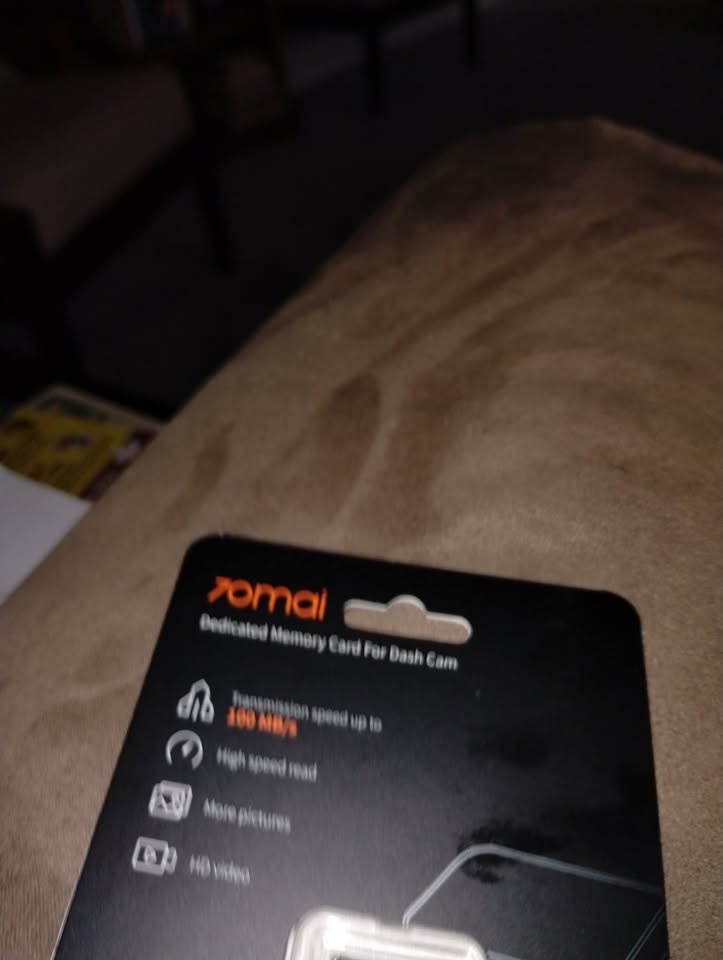 70mai
Dedicated Memory Card For Dash Cam
Transmission speed up to
100 MB/s
High speed read
More pictures
HD video